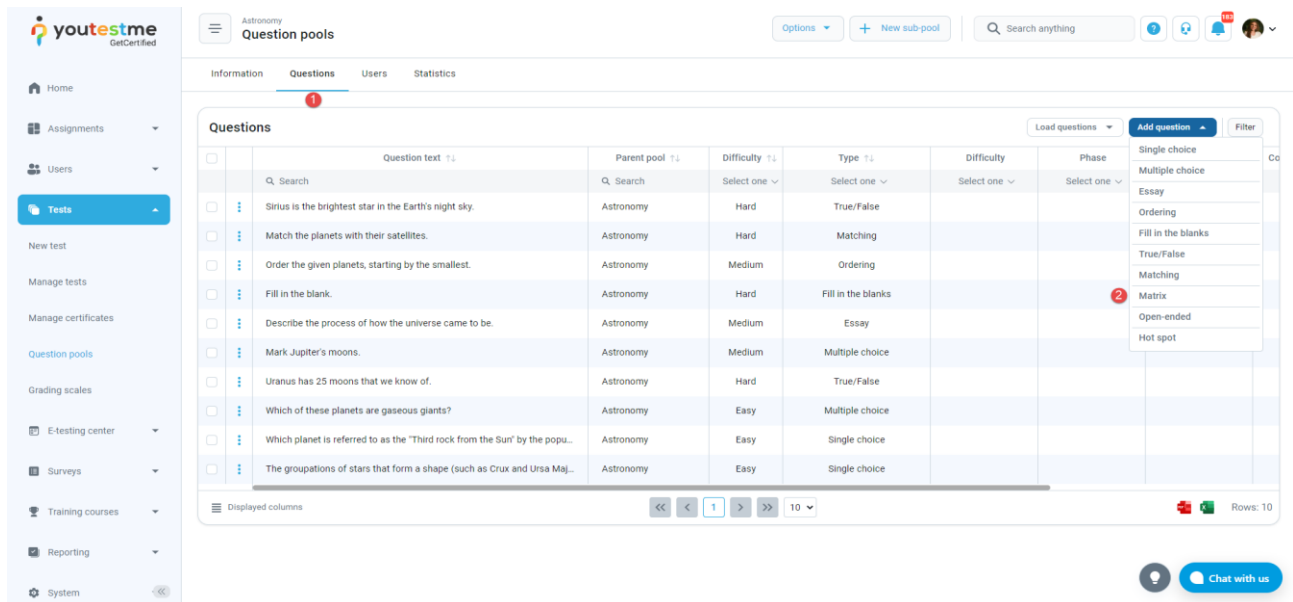 youtestme
GetCertified
Astronomy
Question pools
Options
New sub-pool
Search anything
183
Home
Assignments
Users
Tests
New test
Manage tests
Manage certificates
Question pools
Grading scales
E-testing center
Surveys
Training courses
Reporting
System
Information Questions Users Statistics
1
Questions
Load questions Add question Filter
Question text Parent pool Difficulty Type Difficulty Phase Co
Search Search Select one Select one Select one Select one
Sirius is the brightest star in the Earth's night sky. Astronomy Hard True/False
Match the planets with their satellites. Astronomy Hard Matching
Order the given planets, starting by the smallest. Astronomy Medium Ordering
Fill in the blank. Astronomy Hard Fill in the blanks
Describe the process of how the universe came to be. Astronomy Medium Essay
Mark Jupiter's moons. Astronomy Medium Multiple choice
Uranus has 25 moons that we know of. Astronomy Hard True/False
Which of these planets are gaseous giants? Astronomy Easy Multiple choice
Which planet is referred to as the "Third rock from the Sun" by the popu... Astronomy Easy Single choice
The groupations of stars that form a shape (such as Crux and Ursa Maj... Astronomy Easy Single choice
Single choice
Multiple choice
Essay
Ordering
Fill in the blanks
True/False
Matching
2 Matrix
Open-ended
Hot spot
Displayed columns
1
10
Rows: 10
Chat with us